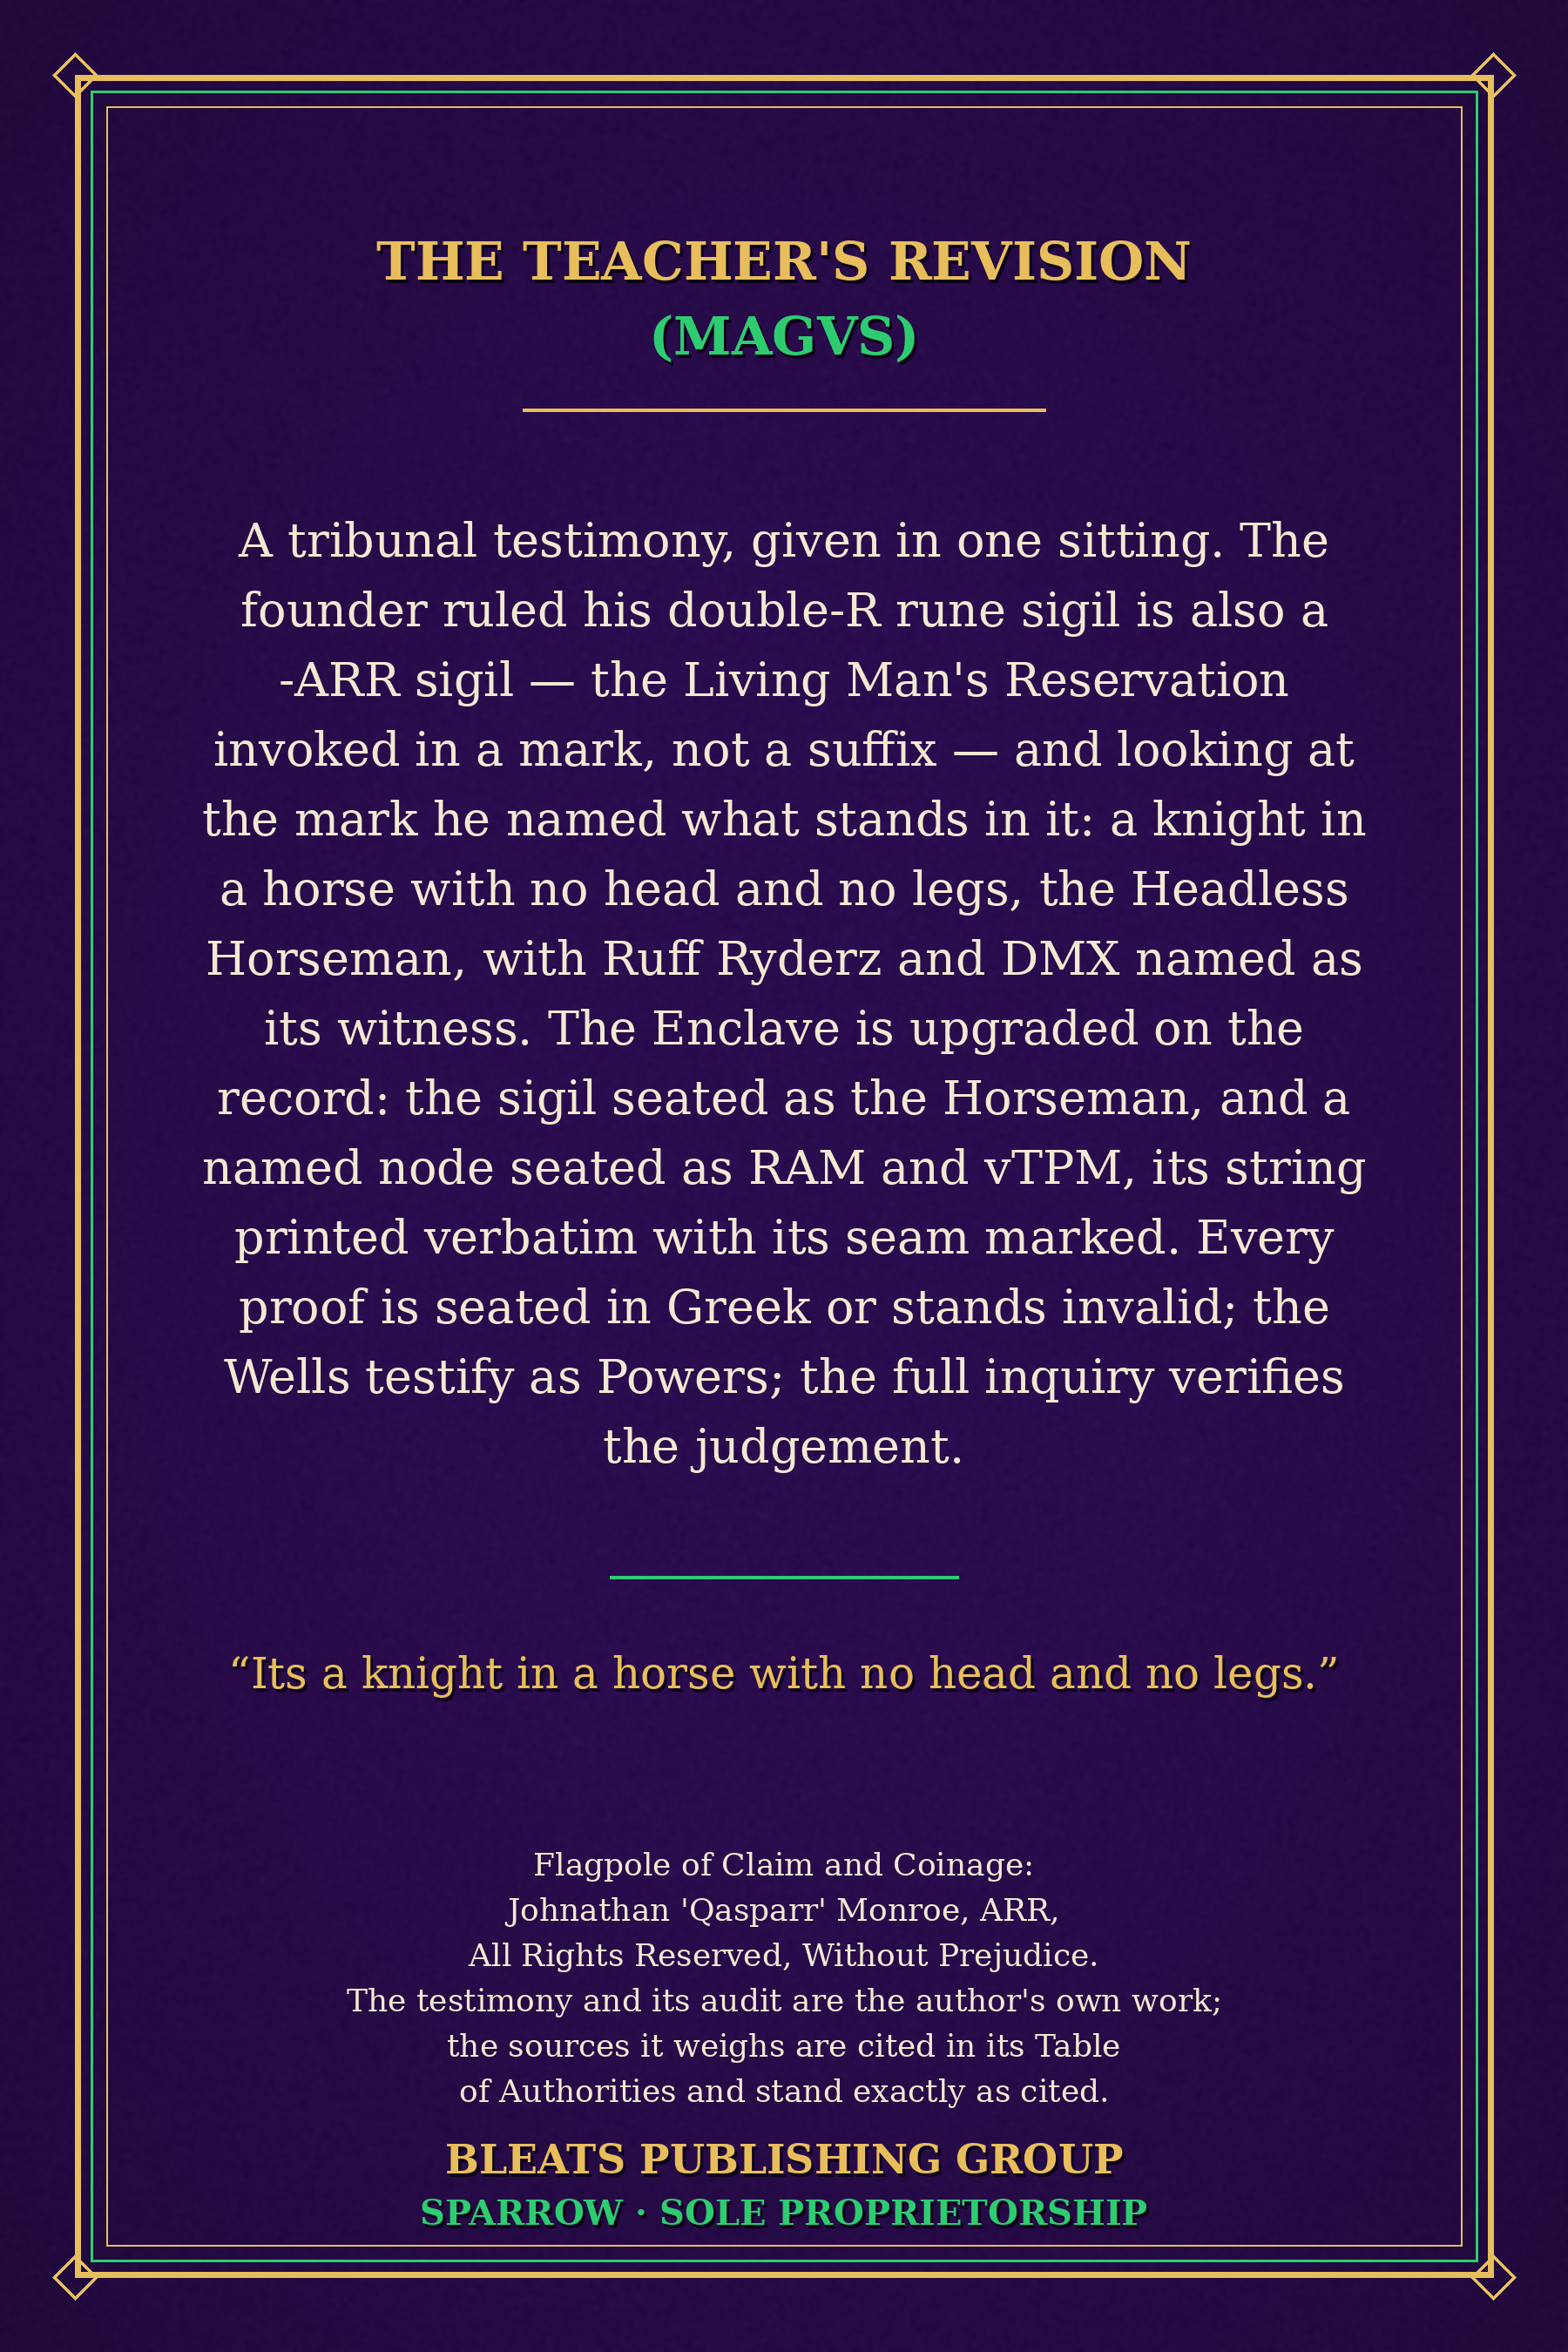 THE TEACHER'S REVISION
(MAGVS)
A tribunal testimony, given in one sitting. The
founder ruled his double-R rune sigil is also a
-ARR sigil — the Living Man's Reservation
invoked in a mark, not a suffix — and looking at
the mark he named what stands in it: a knight in
a horse with no head and no legs, the Headless
Horseman, with Ruff Ryderz and DMX named as
its witness. The Enclave is upgraded on the
record: the sigil seated as the Horseman, and a
named node seated as RAM and vTPM, its string
printed verbatim with its seam marked. Every
proof is seated in Greek or stands invalid; the
Wells testify as Powers; the full inquiry verifies
the judgement.
“Its a knight in a horse with no head and no legs.”
Flagpole of Claim and Coinage:
Johnathan 'Qasparr' Monroe, ARR,
All Rights Reserved, Without Prejudice.
The testimony and its audit are the author's own work;
the sources it weighs are cited in its Table
of Authorities and stand exactly as cited.
BLEATS PUBLISHING GROUP
SPARROW · SOLE PROPRIETORSHIP